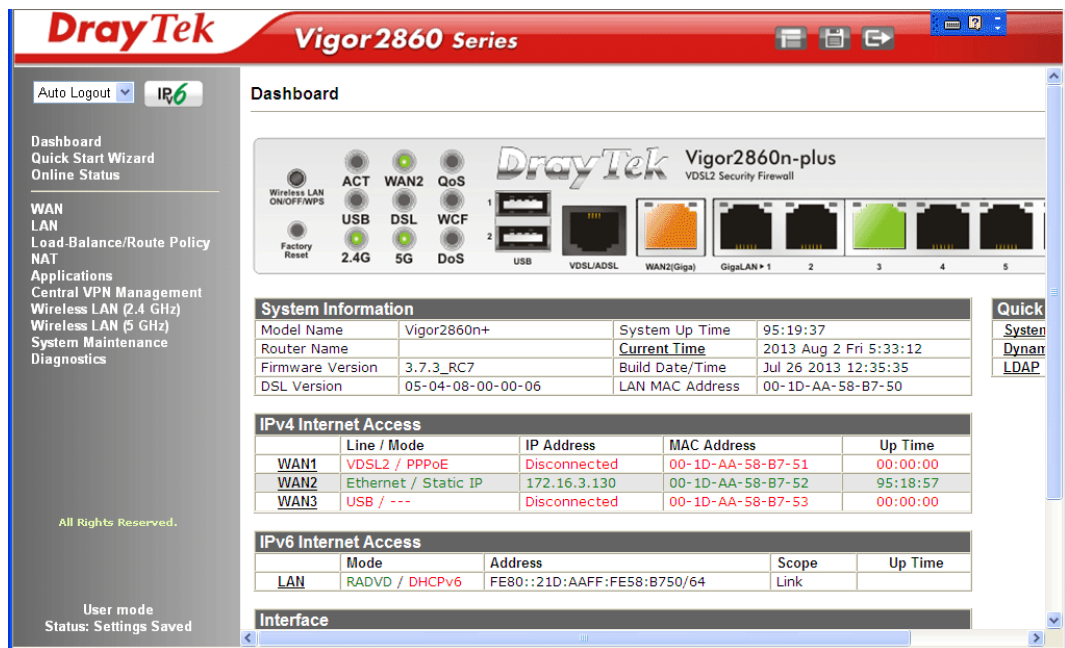 DrayTek
Vigor2860 Series
Auto Logout
IPv6
Dashboard
Quick Start Wizard
Online Status
WAN
LAN
Load-Balance/Route Policy
NAT
Applications
Central VPN Management
Wireless LAN (2.4 GHz)
Wireless LAN (5 GHz)
System Maintenance
Diagnostics
All Rights Reserved.
User mode
Status: Settings Saved
Dashboard
Wireless LAN
ON/OFF/WPS
Factory
Reset
ACT WAN2 QoS
USB DSL WCF
2.4G 5G DoS
DrayTek
Vigor2860n-plus
VDSL2 Security Firewall
1
2
USB VDSL/ADSL WAN2(Giga) GigaLAN 1 2 3 4 5
System Information
Model Name Vigor2860n+ System Up Time 95:19:37
Router Name Current Time 2013 Aug 2 Fri 5:33:12
Firmware Version 3.7.3_RC7 Build Date/Time Jul 26 2013 12:35:35
DSL Version 05-04-08-00-00-06 LAN MAC Address 00-1D-AA-58-B7-50
Quick
System
Dynam
LDAP
IPv4 Internet Access
Line / Mode IP Address MAC Address Up Time
WAN1 VDSL2 / PPPoE Disconnected 00-1D-AA-58-B7-51 00:00:00
WAN2 Ethernet / Static IP 172.16.3.130 00-1D-AA-58-B7-52 95:18:57
WAN3 USB / --- Disconnected 00-1D-AA-58-B7-53 00:00:00
IPv6 Internet Access
Mode Address Scope Up Time
LAN RADVD / DHCPv6 FE80::21D:AAFF:FE58:B750/64 Link
Interface